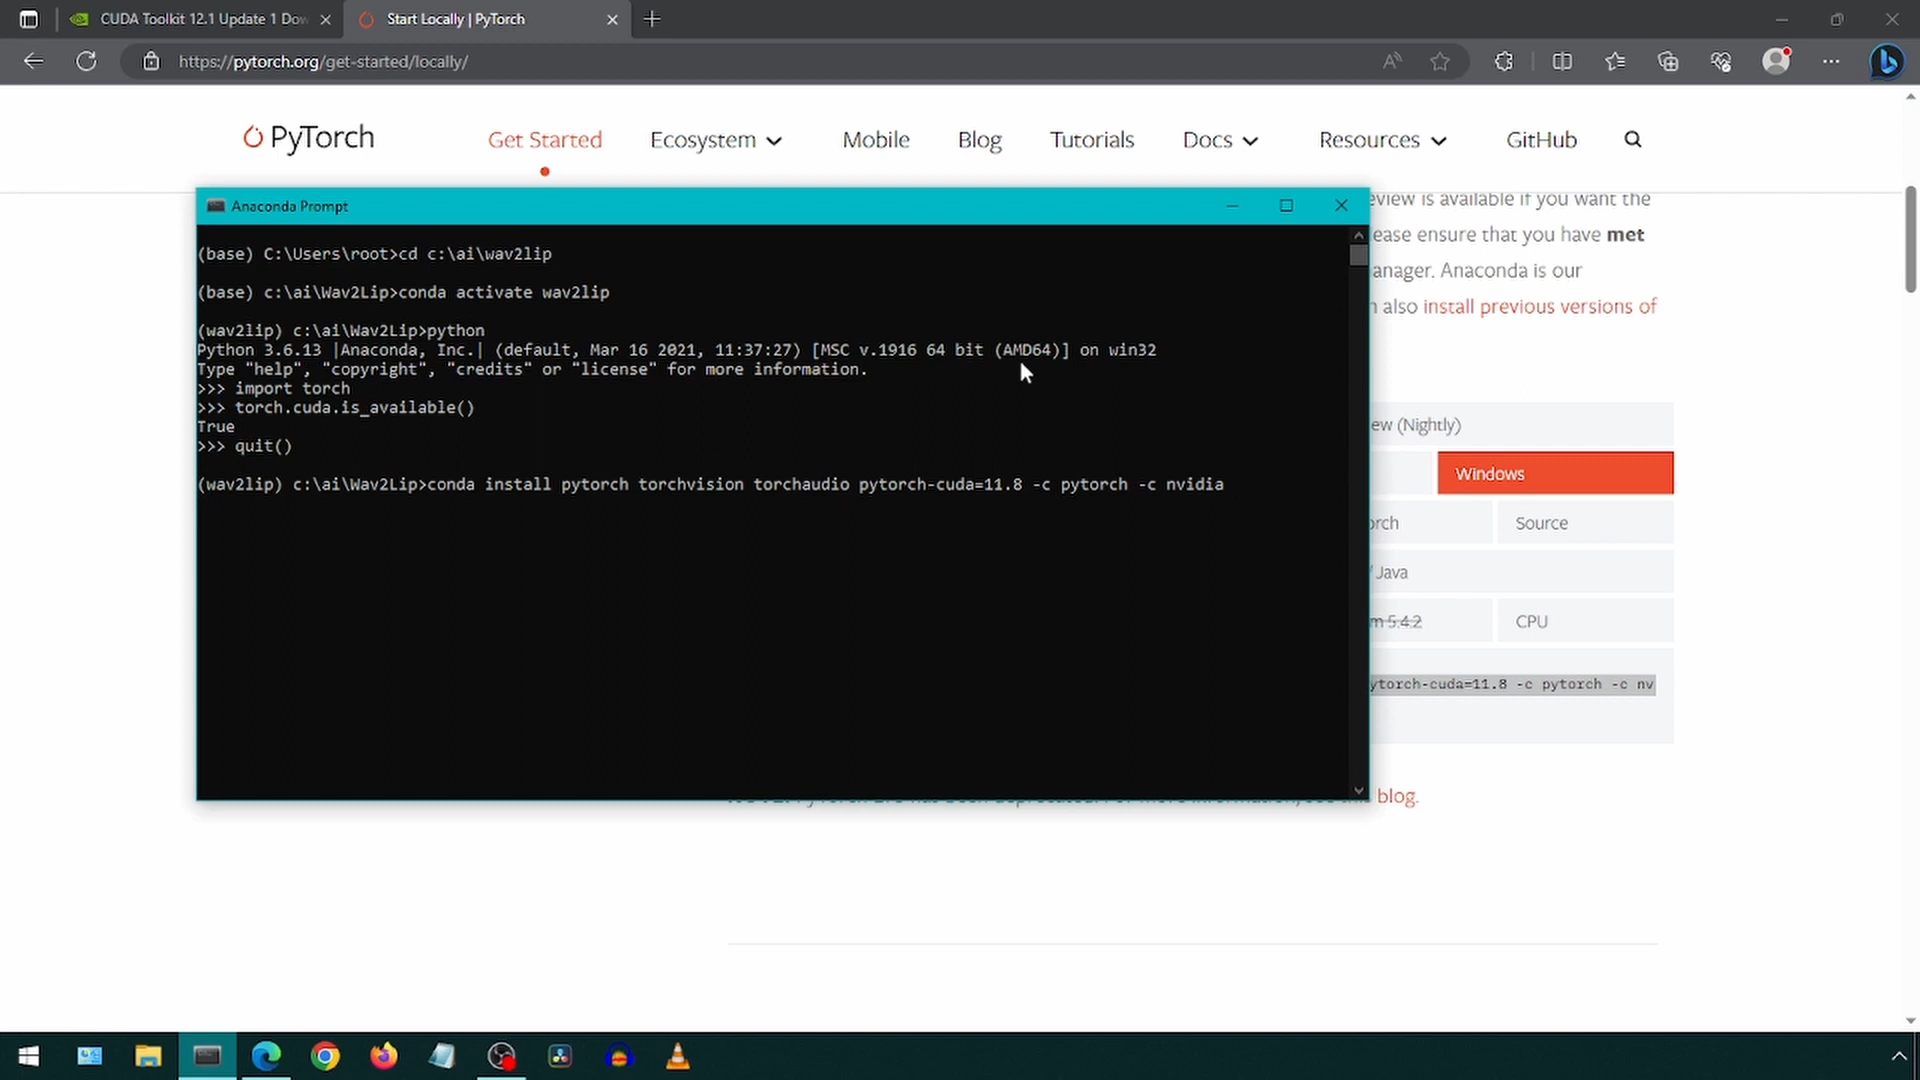 CUDA Toolkit 12.1 Update 1 Dow
Start Locally | PyTorch
https://pytorch.org/get-started/locally/
PyTorch
Get Started
Ecosystem
Mobile
Blog
Tutorials
Docs
Resources
GitHub
eview is available if you want the
ease ensure that you have met
anager. Anaconda is our
also install previous versions of
Anaconda Prompt
(base) C:\Users\root>cd c:\ai\wav2lip
(base) c:\ai\Wav2Lip>conda activate wav2lip
(wav2lip) c:\ai\Wav2Lip>python
Python 3.6.13 |Anaconda, Inc.| (default, Mar 16 2021, 11:37:27) [MSC v.1916 64 bit (AMD64)] on win32
Type "help", "copyright", "credits" or "license" for more information.
>>> import torch
>>> torch.cuda.is_available()
True
>>> quit()
(wav2lip) c:\ai\Wav2Lip>conda install pytorch torchvision torchaudio pytorch-cuda=11.8 -c pytorch -c nvidia
ew (Nightly)
Windows
orch
Source
Java
m 5.4.2
CPU
ytorch-cuda=11.8 -c pytorch -c nv
blog.